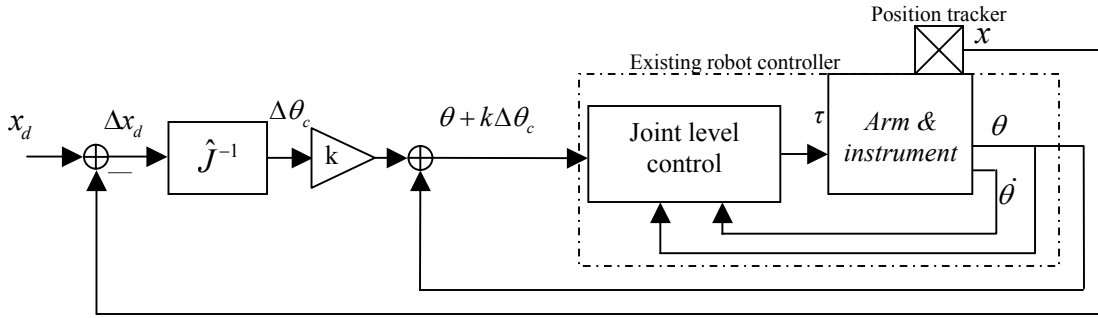 Position tracker
x
Existing robot controller
x_d
Δx_d
Ĵ⁻¹
Δθ_c
k
θ + kΔθ_c
Joint level
control
τ
Arm &
instrument
θ
θ̇